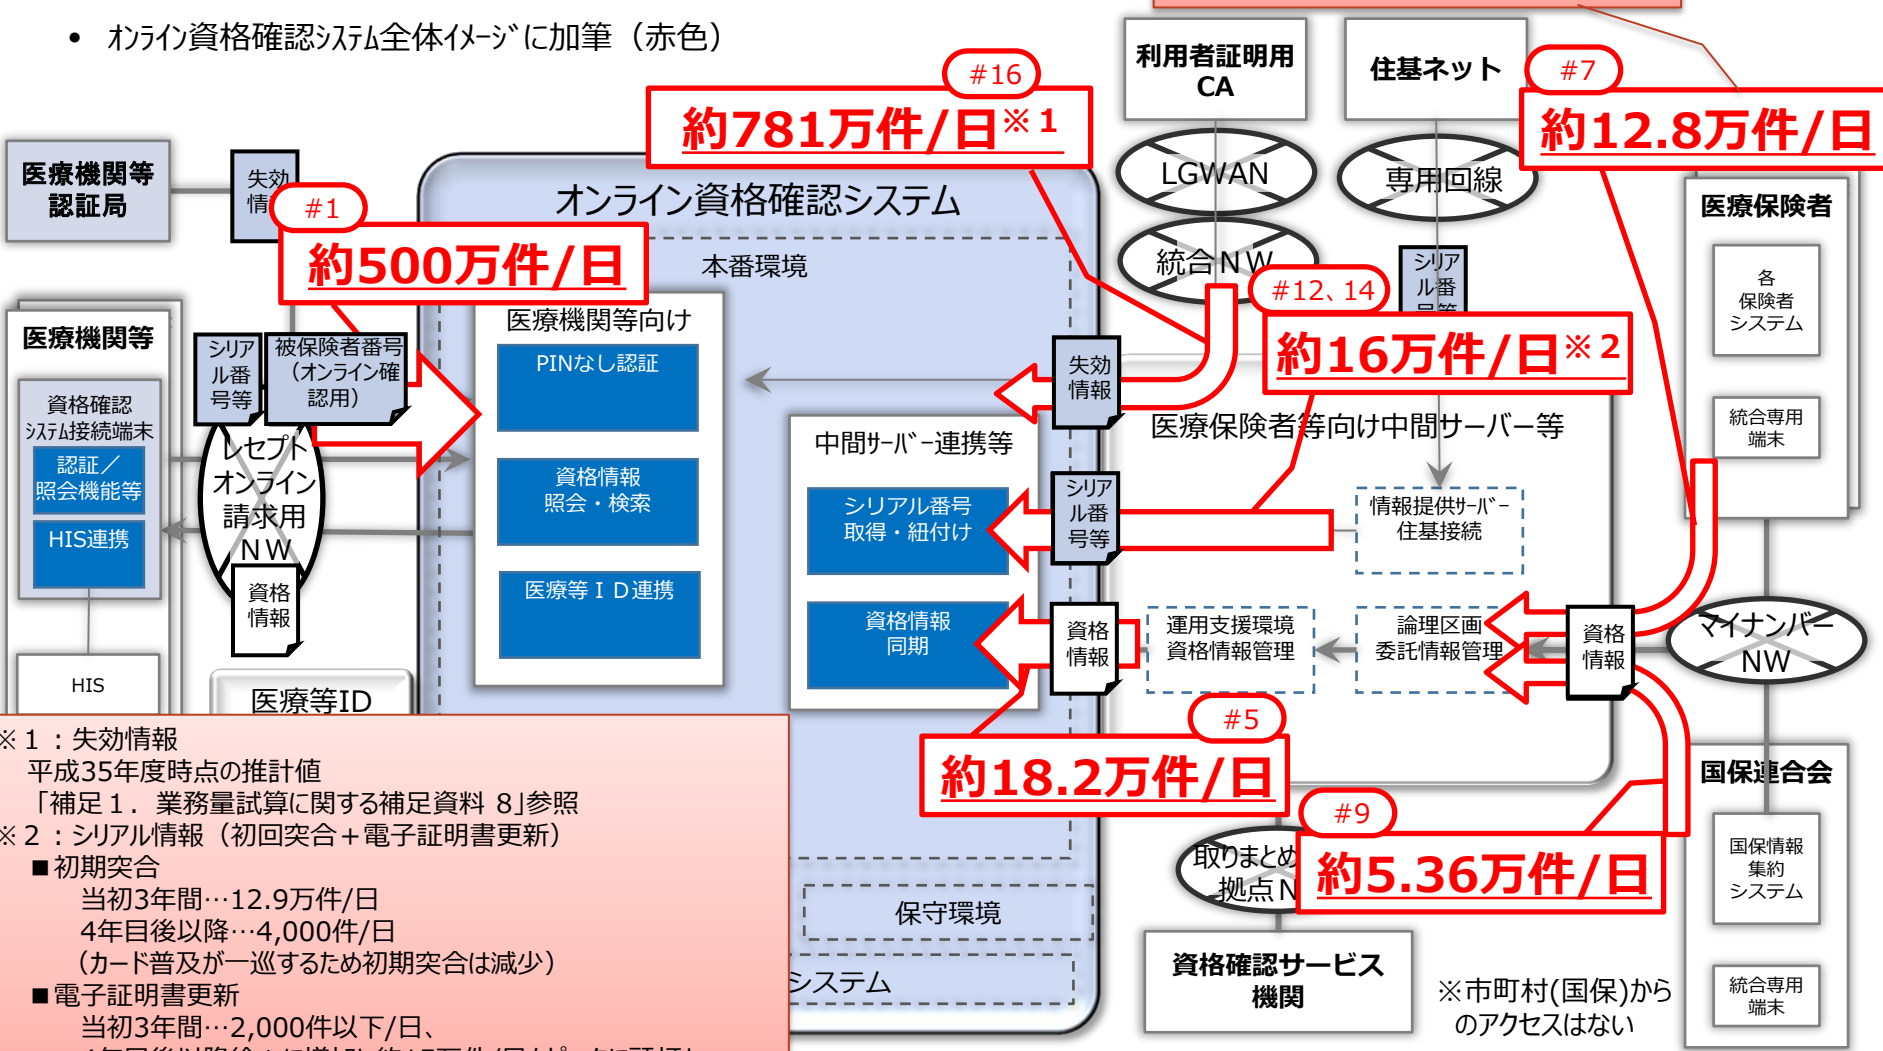 • オンライン資格確認システム全体イメージに加筆（赤色）
#16
約781万件/日※１
利用者証明用
CA
住基ネット
#7
約12.8万件/日
医療機関等
認証局
失効
#1
約500万件/日
オンライン資格確認システム
本番環境
LGWAN
統合ＮＷ
専用回線
シリア
ル番
#12、14
約16万件/日※２
医療保険者
各
保険者
システム
統合専用
端末
医療機関等
資格確認
システム接続端末
認証／
照会機能等
HIS連携
HIS
シリア
ル番
号等
被保険者番号
（オンライン確
認用）
レセプト
オンライン
請求用
ＮＷ
資格
情報
医療等ID
医療機関等向け
PINなし認証
資格情報
照会・検索
医療等ＩＤ連携
中間サーバー連携等
シリアル番号
取得・紐付け
資格情報
同期
失効
情報
シリア
ル番
号等
資格
情報
医療保険者等向け中間サーバー等
情報提供サーバー
住基接続
運用支援環境
資格情報管理
論理区画
委託情報管理
資格
情報
マイナンバー
NW
#5
約18.2万件/日
#9
約5.36万件/日
取りまとめ
拠点Ｎ
資格確認サービス
機関
国保連合会
国保情報
集約
システム
統合専用
端末
※市町村(国保)から
のアクセスはない
保守環境
システム
※１：失効情報
平成35年度時点の推計値
「補足１．業務量試算に関する補足資料 8」参照
※２：シリアル情報（初回突合＋電子証明書更新）
■初期突合
当初3年間…12.9万件/日
4年目後以降…4,000件/日
（カード普及が一巡するため初期突合は減少）
■電子証明書更新
当初3年間…2,000件以下/日、